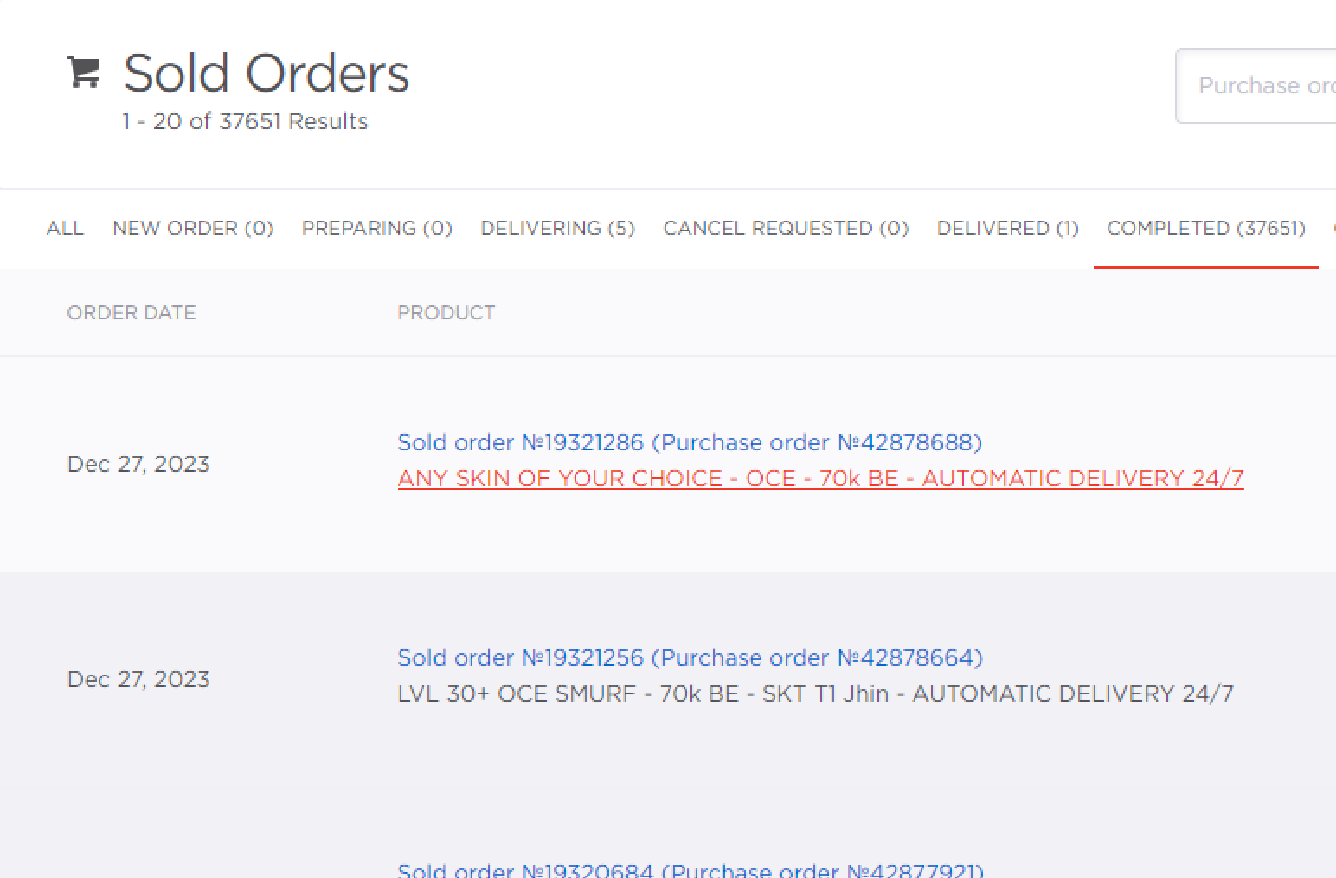 Sold Orders
1 - 20 of 37651 Results
Purchase
ALL NEW ORDER (0) PREPARING (0) DELIVERING (5) CANCEL REQUESTED (0) DELIVERED (1) COMPLETED (37651)
ORDER DATE PRODUCT
Sold order №19321286 (Purchase order №42878688)
Dec 27, 2023
ANY SKIN OF YOUR CHOICE - OCE - 70k BE - AUTOMATIC DELIVERY 24/7
Sold order №19321256 (Purchase order №42878664)
Dec 27, 2023
LVL 30+ OCE SMURF - 70k BE - SKT T1 Jhin - AUTOMATIC DELIVERY 24/7
Sold order №19320684 (Purchase order №42877921)